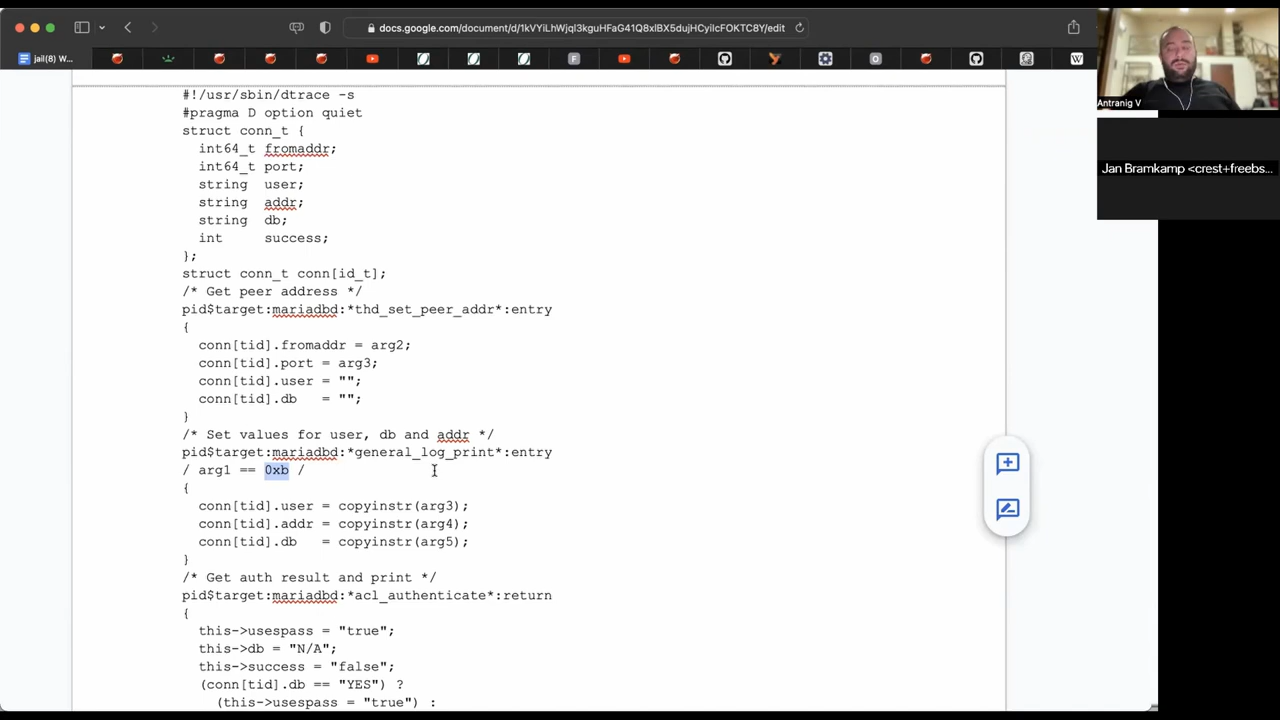 docs.google.com/document/d/1kVYiLhWjqI3kguHFaG41Q8xlBX5dujHCyiIcFOKTC8Y/edit
jail(8) W...
#!/usr/sbin/dtrace -s
#pragma D option quiet
struct conn_t {
int64_t fromaddr;
int64_t port;
string user;
string addr;
string db;
int success;
};
struct conn_t conn[id_t];
/* Get peer address */
pid$target:mariadbd:*thd_set_peer_addr*:entry
{
conn[tid].fromaddr = arg2;
conn[tid].port = arg3;
conn[tid].user = "";
conn[tid].db = "";
}
/* Set values for user, db and addr */
pid$target:mariadbd:*general_log_print*:entry
/ arg1 == 0xb /
{
conn[tid].user = copyinstr(arg3);
conn[tid].addr = copyinstr(arg4);
conn[tid].db = copyinstr(arg5);
}
/* Get auth result and print */
pid$target:mariadbd:*acl_authenticate*:return
{
this->usespass = "true";
this->db = "N/A";
this->success = "false";
(conn[tid].db == "YES") ?
(this->usespass = "true") :
Antranig V
Jan Bramkamp <crest+freebs...